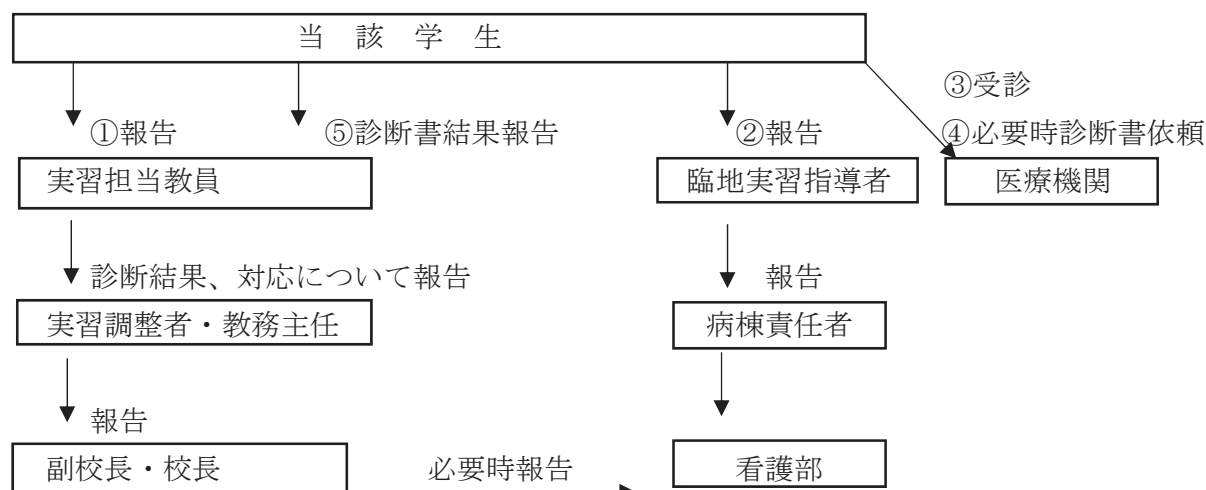 当 該 学 生
③受診
①報告 ⑤診断書結果報告 ②報告 ④必要時診断書依頼
実習担当教員 臨地実習指導者 医療機関
診断結果、対応について報告 報告
実習調整者・教務主任 病棟責任者
報告
副校長・校長 必要時報告 看護部